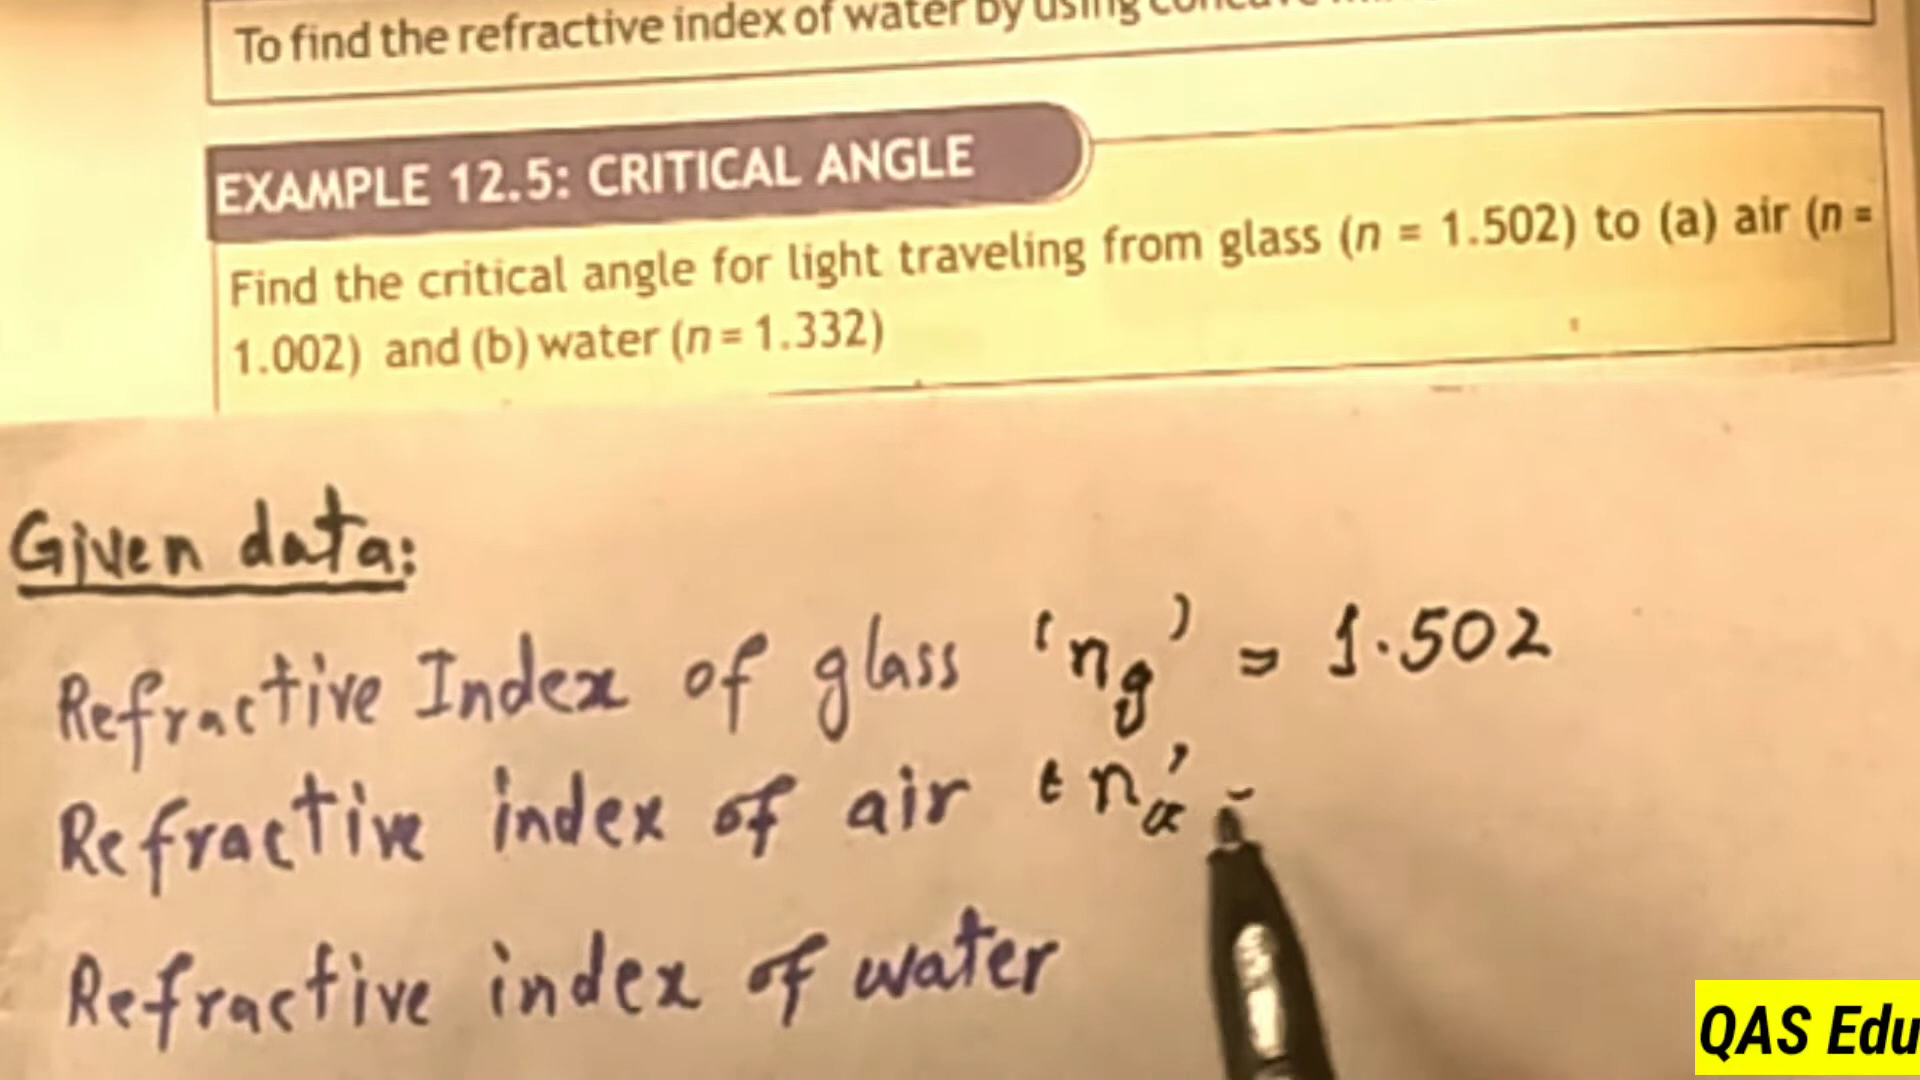 To find the refractive index of water by using
EXAMPLE 12.5: CRITICAL ANGLE
Find the critical angle for light traveling from glass (n = 1.502) to (a) air (n =
1.002) and (b) water (n = 1.332)
Given data:
Refractive Index of glass 'ng' = 1.502
Refractive index of air 'na' -
Refractive index of water
QAS Edu